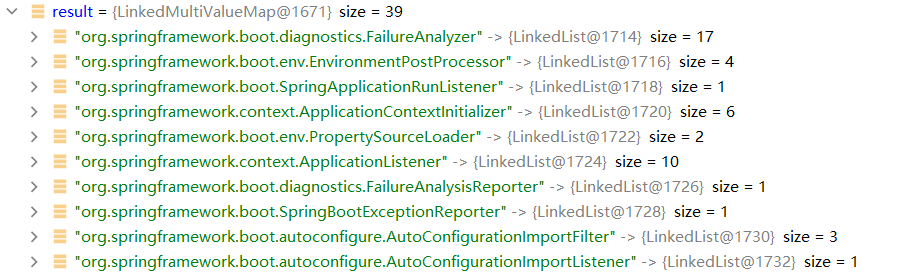 result = {LinkedMultiValueMap@1671} size = 39
"org.springframework.boot.diagnostics.FailureAnalyzer" -> {LinkedList@1714} size = 17
"org.springframework.boot.env.EnvironmentPostProcessor" -> {LinkedList@1716} size = 4
"org.springframework.boot.SpringApplicationRunListener" -> {LinkedList@1718} size = 1
"org.springframework.context.ApplicationContextInitializer" -> {LinkedList@1720} size = 6
"org.springframework.boot.env.PropertySourceLoader" -> {LinkedList@1722} size = 2
"org.springframework.context.ApplicationListener" -> {LinkedList@1724} size = 10
"org.springframework.boot.diagnostics.FailureAnalysisReporter" -> {LinkedList@1726} size = 1
"org.springframework.boot.SpringBootExceptionReporter" -> {LinkedList@1728} size = 1
"org.springframework.boot.autoconfigure.AutoConfigurationImportFilter" -> {LinkedList@1730} size = 3
"org.springframework.boot.autoconfigure.AutoConfigurationImportListener" -> {LinkedList@1732} size = 1